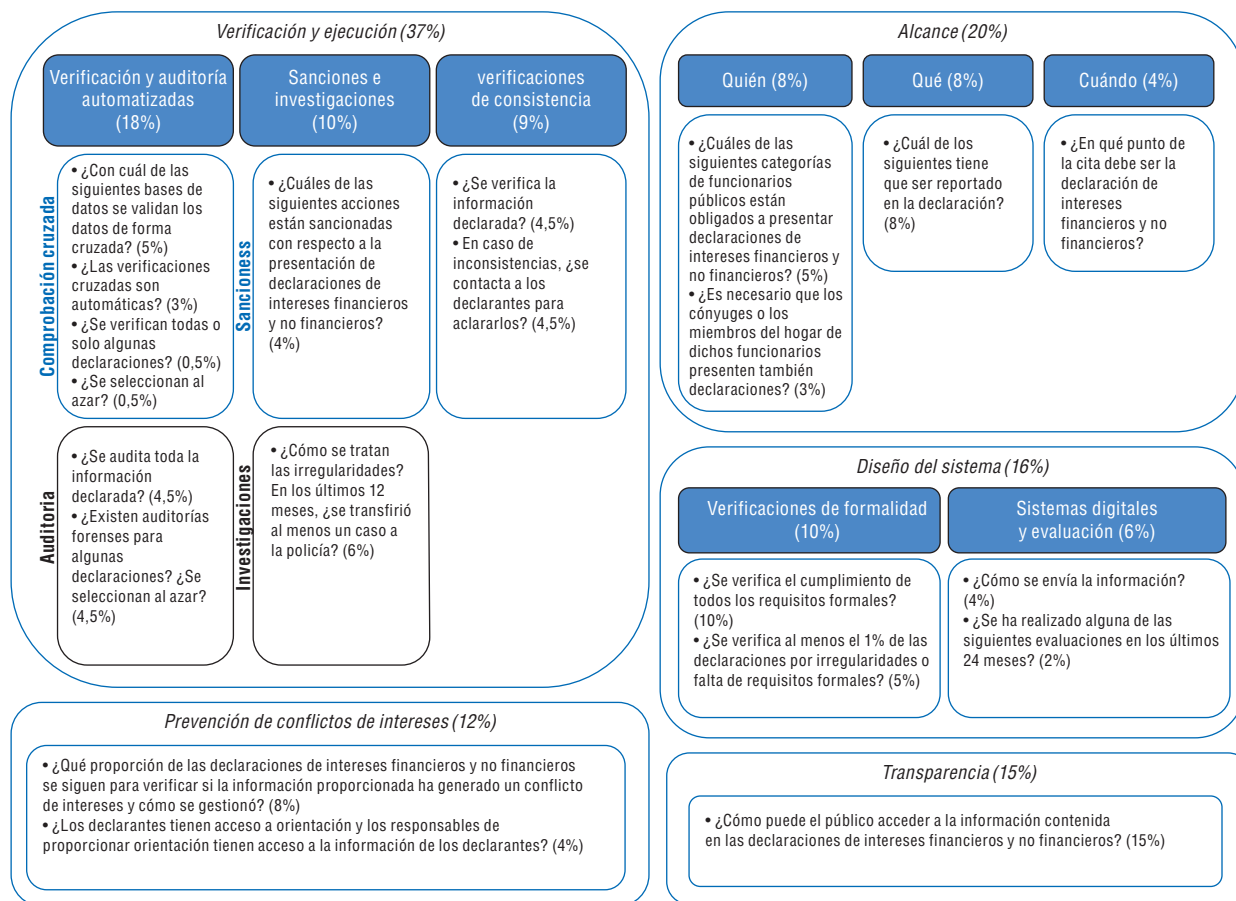 Verificación y ejecución (37%)
Verificación y auditoría
automatizadas
(18%)
Sanciones e
investigaciones
(10%)
verificaciones
de consistencia
(9%)
Comprobación cruzada
• ¿Con cuál de las
siguientes bases de
datos se validan los
datos de forma
cruzada? (5%)
• ¿Las verificaciones
cruzadas son
automáticas? (3%)
• ¿Se verifican todas o
solo algunas
declaraciones? (0,5%)
• ¿Se seleccionan al
azar? (0,5%)
Sancioness
• ¿Cuáles de las
siguientes acciones
están sancionadas
con respecto a la
presentación de
declaraciones de
intereses financieros
y no financieros?
(4%)
• ¿Se verifica la
información
declarada? (4,5%)
• En caso de
inconsistencias, ¿se
contacta a los
declarantes para
aclararlos? (4,5%)
Auditoria
• ¿Se audita toda la
información
declarada? (4,5%)
• ¿Existen auditorías
forenses para
algunas
declaraciones? ¿Se
seleccionan al azar?
(4,5%)
Investigaciones
• ¿Cómo se tratan
las irregularidades?
En los últimos 12
meses, ¿se transfirió
al menos un caso a
la policía? (6%)
Alcance (20%)
Quién (8%)
Qué (8%)
Cuándo (4%)
• ¿Cuáles de las
siguientes categorías
de funcionarios
públicos están
obligados a presentar
declaraciones de
intereses financieros y
no financieros? (5%)
• ¿Es necesario que los
cónyuges o los
miembros del hogar de
dichos funcionarios
presenten también
declaraciones? (3%)
• ¿Cuál de los
siguientes tiene
que ser reportado
en la declaración?
(8%)
• ¿En qué punto de
la cita debe ser la
declaración de
intereses
financieros y no
financieros?
Diseño del sistema (16%)
Verificaciones de formalidad
(10%)
Sistemas digitales
y evaluación (6%)
• ¿Se verifica el cumplimiento de
todos los requisitos formales?
(10%)
• ¿Se verifica al menos el 1% de las
declaraciones por irregularidades o
falta de requisitos formales? (5%)
• ¿Cómo se envía la información?
(4%)
• ¿Se ha realizado alguna de las
siguientes evaluaciones en los últimos
24 meses? (2%)
Prevención de conflictos de intereses (12%)
• ¿Qué proporción de las declaraciones de intereses financieros y no financieros
se siguen para verificar si la información proporcionada ha generado un conflicto
de intereses y cómo se gestionó? (8%)
• ¿Los declarantes tienen acceso a orientación y los responsables de
proporcionar orientación tienen acceso a la información de los declarantes? (4%)
Transparencia (15%)
• ¿Cómo puede el público acceder a la información contenida
en las declaraciones de intereses financieros y no financieros? (15%)